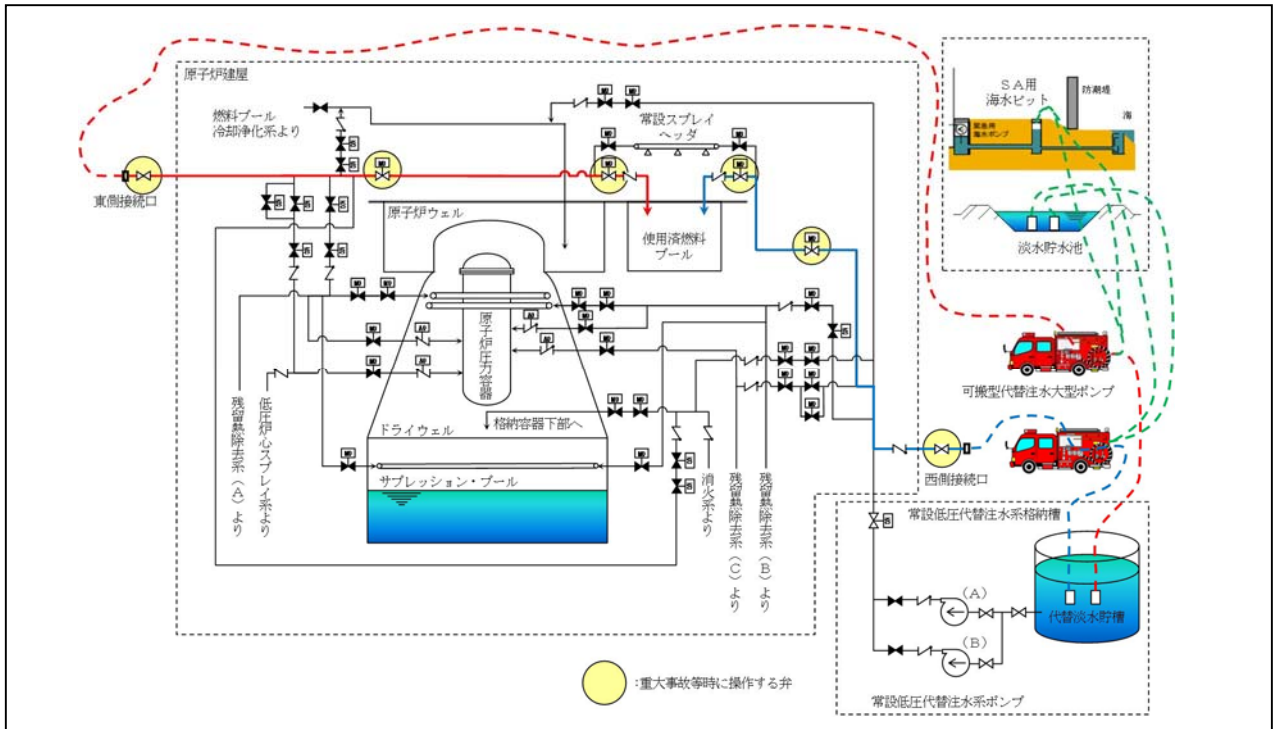 原子炉建屋
燃料プール
冷却浄化系より
常設スプレイ
ヘッダ
東側接続口
原子炉ウェル
使用済燃料
プール
原子炉圧力容器
ドライウェル
格納容器下部へ
サプレッション・プール
残留熱除去系(A)より
低圧炉心スプレイ系より
消火系より
残留熱除去系(C)より
残留熱除去系(B)より
SA用
海水ピット
防潮堤
海
緊急用
海水ポンプ
淡水貯水池
可搬型代替注水大型ポンプ
西側接続口
常設低圧代替注水系格納槽
(A)
(B)
代替淡水貯槽
常設低圧代替注水系ポンプ
:重大事故等時に操作する弁
MO
AO